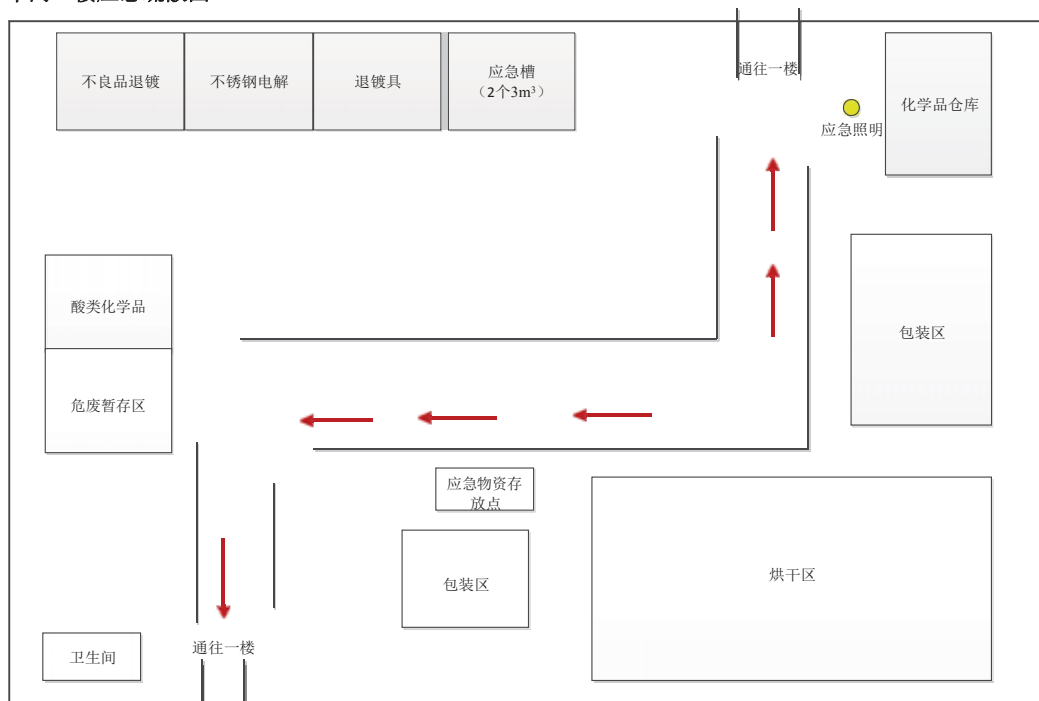 不良品退镀
不锈钢电解
退镀具
应急槽
（2个3m³）
通往一楼
应急照明
化学品仓库
酸类化学品
包装区
危废暂存区
应急物资存
放点
包装区
烘干区
通往一楼
卫生间